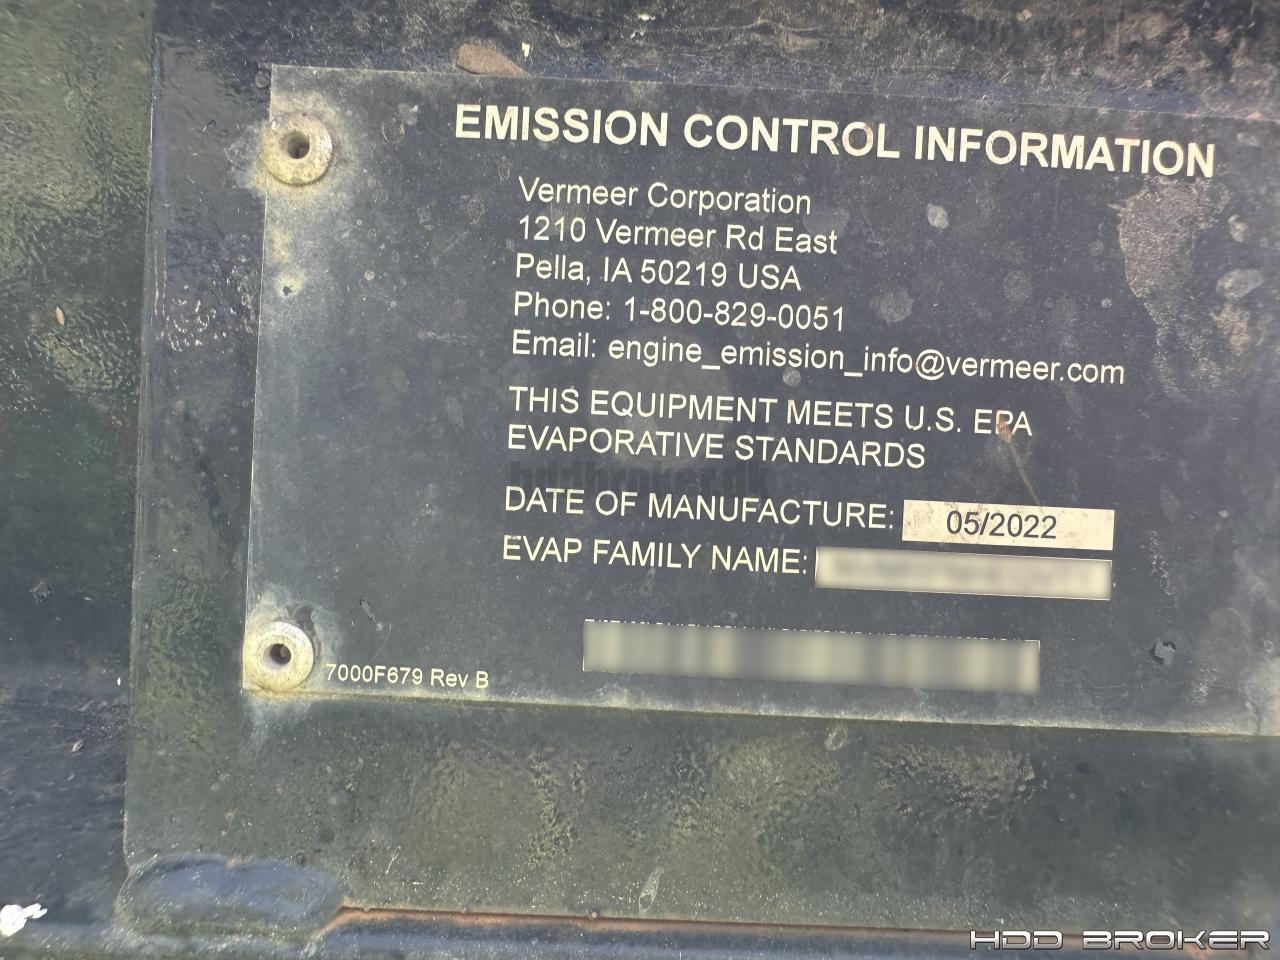 EMISSION CONTROL INFORMATION
Vermeer Corporation
1210 Vermeer Rd East
Pella, IA 50219 USA
Phone: 1-800-829-0051
Email: engine_emission_info@vermeer.com
THIS EQUIPMENT MEETS U.S. EPA
EVAPORATIVE STANDARDS
hddbroker.dk
DATE OF MANUFACTURE: 05/2022
EVAP FAMILY NAME:
7000F679 Rev B
HDD BROKER